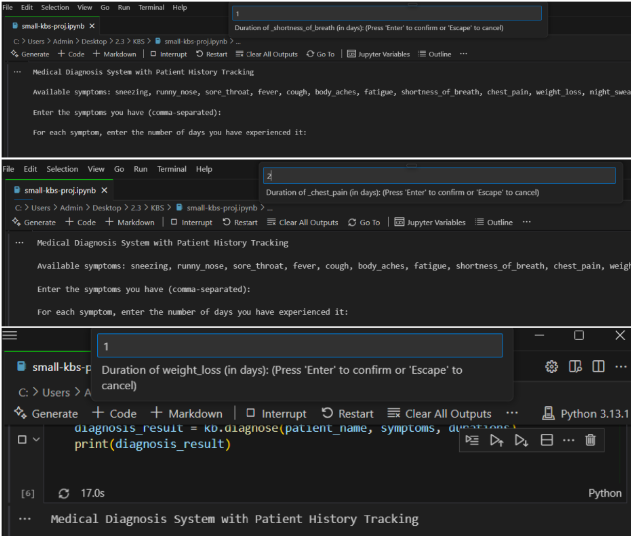 File Edit Selection View Go Run Terminal Help
1
Duration of _shortness_of_breath (in days): (Press 'Enter' to confirm or 'Escape' to cancel)
small-kbs-proj.ipynb
C: > Users > Admin > Desktop > 2.3 > KBS > small-kbs-proj.ipynb > ...
Generate + Code + Markdown Interrupt Restart Clear All Outputs Go To Jupyter Variables Outline ...
... Medical Diagnosis System with Patient History Tracking
Available symptoms: sneezing, runny_nose, sore_throat, fever, cough, body_aches, fatigue, shortness_of_breath, chest_pain, weight_loss, night_swea
Enter the symptoms you have (comma-separated):
For each symptom, enter the number of days you have experienced it:
File Edit Selection View Go Run Terminal Help
2
Duration of _chest_pain (in days): (Press 'Enter' to confirm or 'Escape' to cancel)
small-kbs-proj.ipynb
C: > Users > Admin > Desktop > 2.3 > KBS > small-kbs-proj.ipynb > ...
Generate + Code + Markdown Interrupt Restart Clear All Outputs Go To Jupyter Variables Outline ...
... Medical Diagnosis System with Patient History Tracking
Available symptoms: sneezing, runny_nose, sore_throat, fever, cough, body_aches, fatigue, shortness_of_breath, chest_pain, weigh
Enter the symptoms you have (comma-separated):
For each symptom, enter the number of days you have experienced it:
1
small-kbs-p
Duration of weight_loss (in days): (Press 'Enter' to confirm or 'Escape' to
cancel)
C: > Users > A
Generate + Code + Markdown Interrupt Restart Clear All Outputs ... Python 3.13.1
diagnosis_result = kb.diagnose(patient_name, symptoms, durations)
print(diagnosis_result)
[6] 17.0s Python
... Medical Diagnosis System with Patient History Tracking